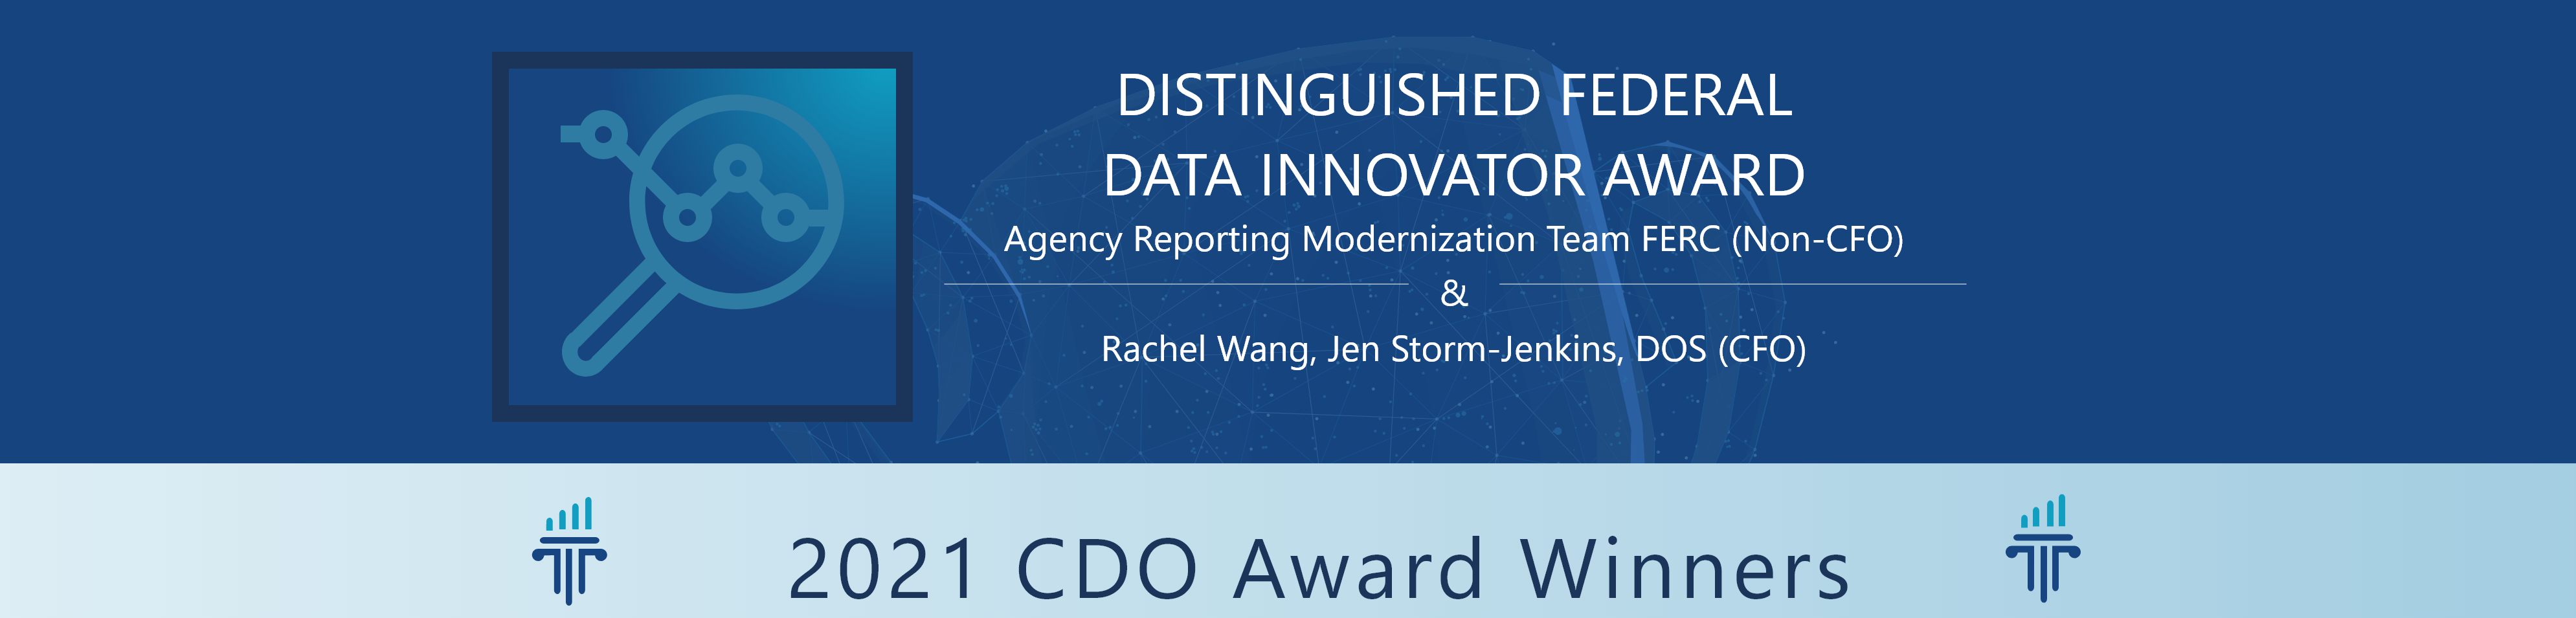 DISTINGUISHED FEDERAL
DATA INNOVATOR AWARD
Agency Reporting Modernization Team FERC (Non-CFO)
&
Rachel Wang, Jen Storm-Jenkins, DOS (CFO)
2021 CDO Award Winners